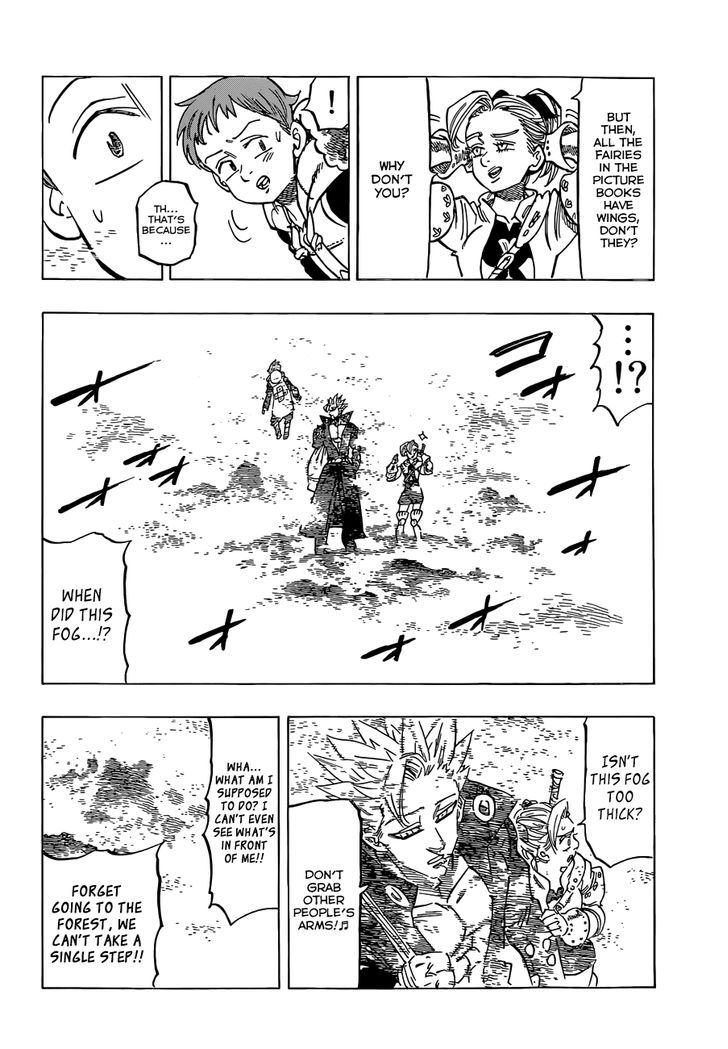 BUT
THEN,
ALL THE
FAIRIES
IN THE
PICTURE
BOOKS
HAVE
WINGS,
DON'T
THEY?
WHY
DON'T
YOU?
!
TH...
THAT'S
BECAUSE
...
...
!?
WHEN
DID THIS
FOG...!?
ISN'T
THIS FOG
TOO
THICK?
DON'T
GRAB
OTHER
PEOPLE'S
ARMS!♫
WHA...
WHAT AM I
SUPPOSED
TO DO? I
CAN'T EVEN
SEE WHAT'S
IN FRONT
OF ME!!
FORGET
GOING TO THE
FOREST, WE
CAN'T TAKE A
SINGLE STEP!!